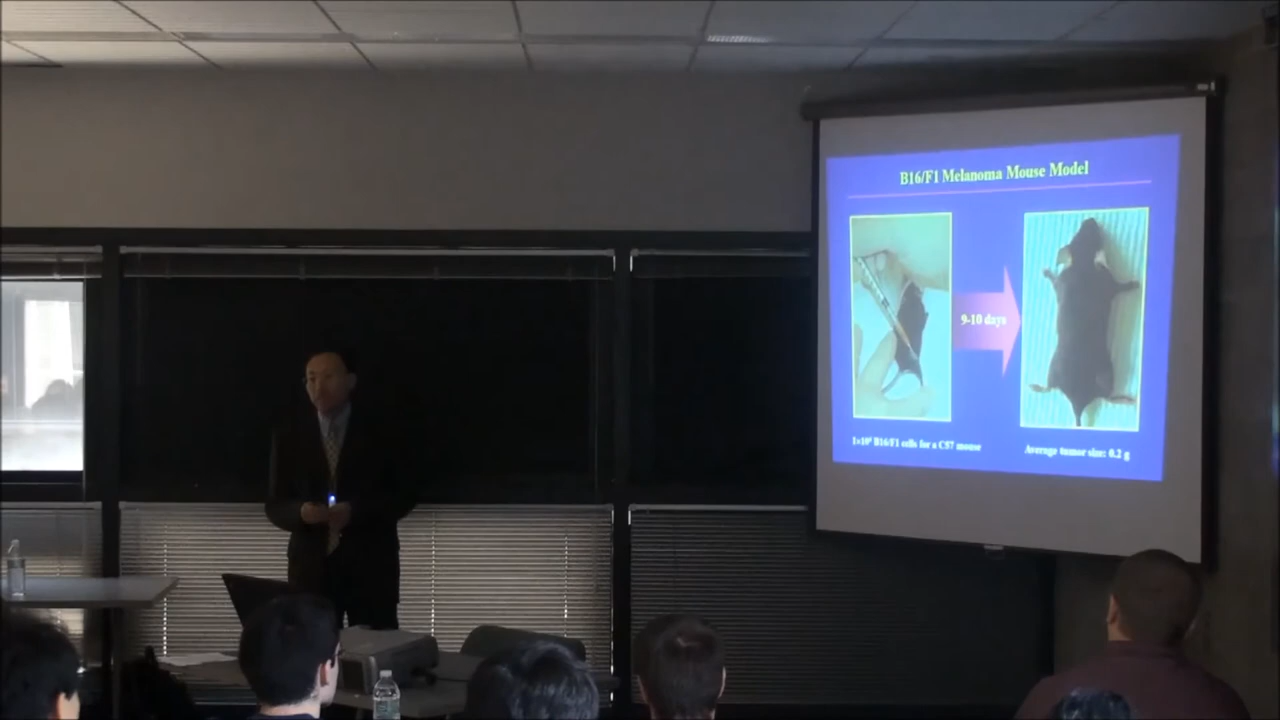 B16/F1 Melanoma Mouse Model
9-10 days
B16/F1 cells for a C57 mouse
Average tumor size: 0.2 g